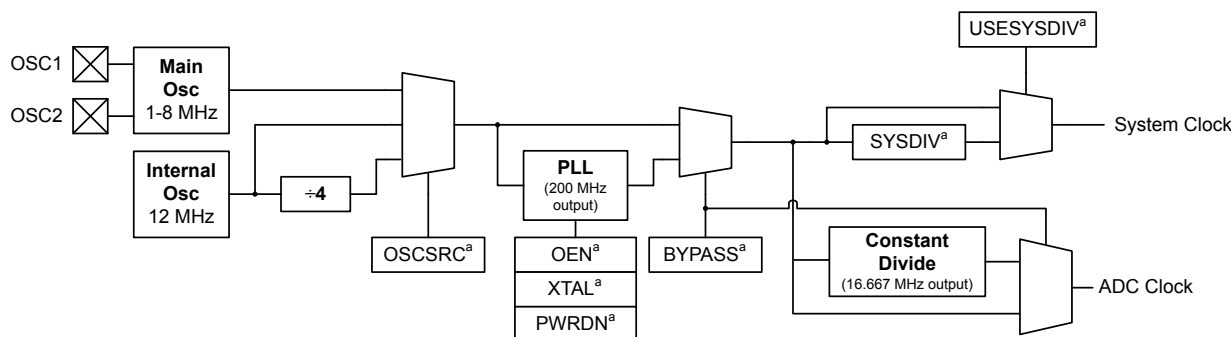 USESYSDIVa
OSC1
Main
Osc
1-8 MHz
OSC2
System Clock
SYSDIVa
Internal
Osc
12 MHz
÷4
PLL
(200 MHz
output)
OSCSRCa
OENa
XTALa
PWRDNa
BYPASSa
Constant
Divide
(16.667 MHz output)
ADC Clock